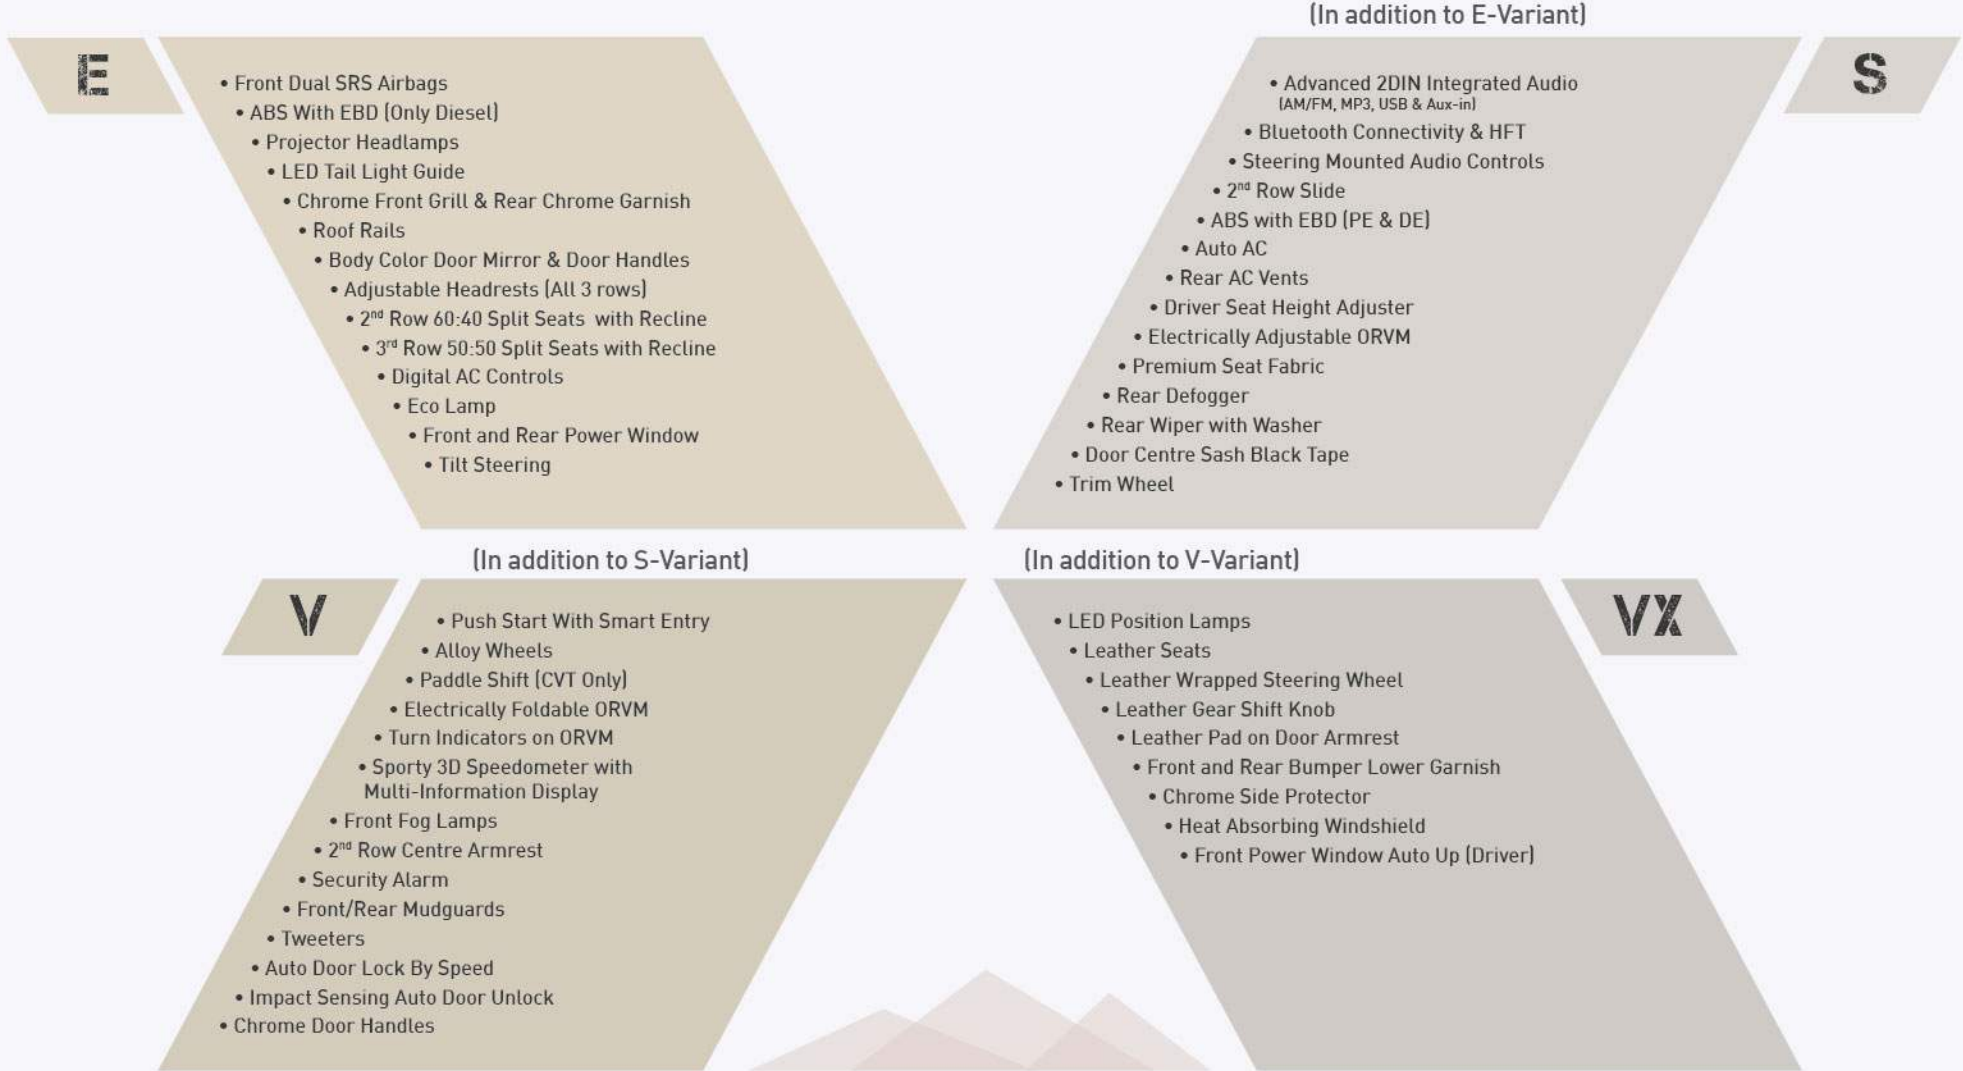 E
• Front Dual SRS Airbags
• ABS With EBD (Only Diesel)
• Projector Headlamps
• LED Tail Light Guide
• Chrome Front Grill & Rear Chrome Garnish
• Roof Rails
• Body Color Door Mirror & Door Handles
• Adjustable Headrests (All 3 rows)
• 2nd Row 60:40 Split Seats with Recline
• 3rd Row 50:50 Split Seats with Recline
• Digital AC Controls
• Eco Lamp
• Front and Rear Power Window
• Tilt Steering
(In addition to E-Variant)
S
• Advanced 2DIN Integrated Audio
(AM/FM, MP3, USB & Aux-in)
• Bluetooth Connectivity & HFT
• Steering Mounted Audio Controls
• 2nd Row Slide
• ABS with EBD (PE & DE)
• Auto AC
• Rear AC Vents
• Driver Seat Height Adjuster
• Electrically Adjustable ORVM
• Premium Seat Fabric
• Rear Defogger
• Rear Wiper with Washer
• Door Centre Sash Black Tape
• Trim Wheel
(In addition to S-Variant)
V
• Push Start With Smart Entry
• Alloy Wheels
• Paddle Shift (CVT Only)
• Electrically Foldable ORVM
• Turn Indicators on ORVM
• Sporty 3D Speedometer with
Multi-Information Display
• Front Fog Lamps
• 2nd Row Centre Armrest
• Security Alarm
• Front/Rear Mudguards
• Tweeters
• Auto Door Lock By Speed
• Impact Sensing Auto Door Unlock
• Chrome Door Handles
(In addition to V-Variant)
VX
• LED Position Lamps
• Leather Seats
• Leather Wrapped Steering Wheel
• Leather Gear Shift Knob
• Leather Pad on Door Armrest
• Front and Rear Bumper Lower Garnish
• Chrome Side Protector
• Heat Absorbing Windshield
• Front Power Window Auto Up (Driver)